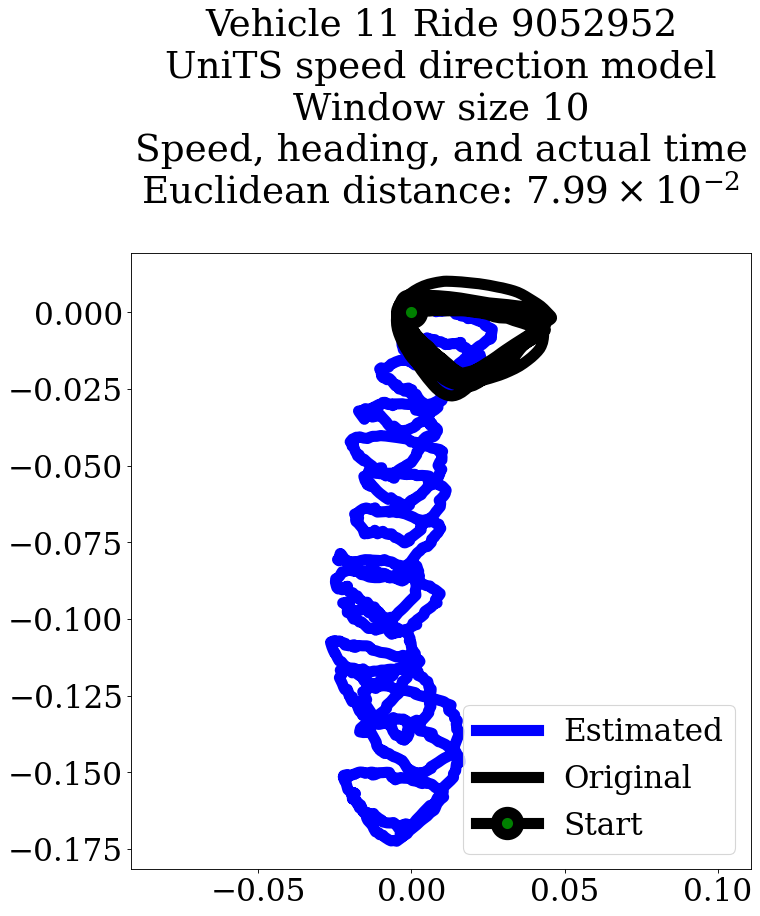 Vehicle 11 Ride 9052952
UniTS speed direction model
Window size 10
Speed, heading, and actual time
Euclidean distance: 7.99 × 10⁻²
0.000
−0.025
−0.050
−0.075
−0.100
−0.125
−0.150
−0.175
Estimated
Original
Start
−0.05
0.00
0.05
0.10